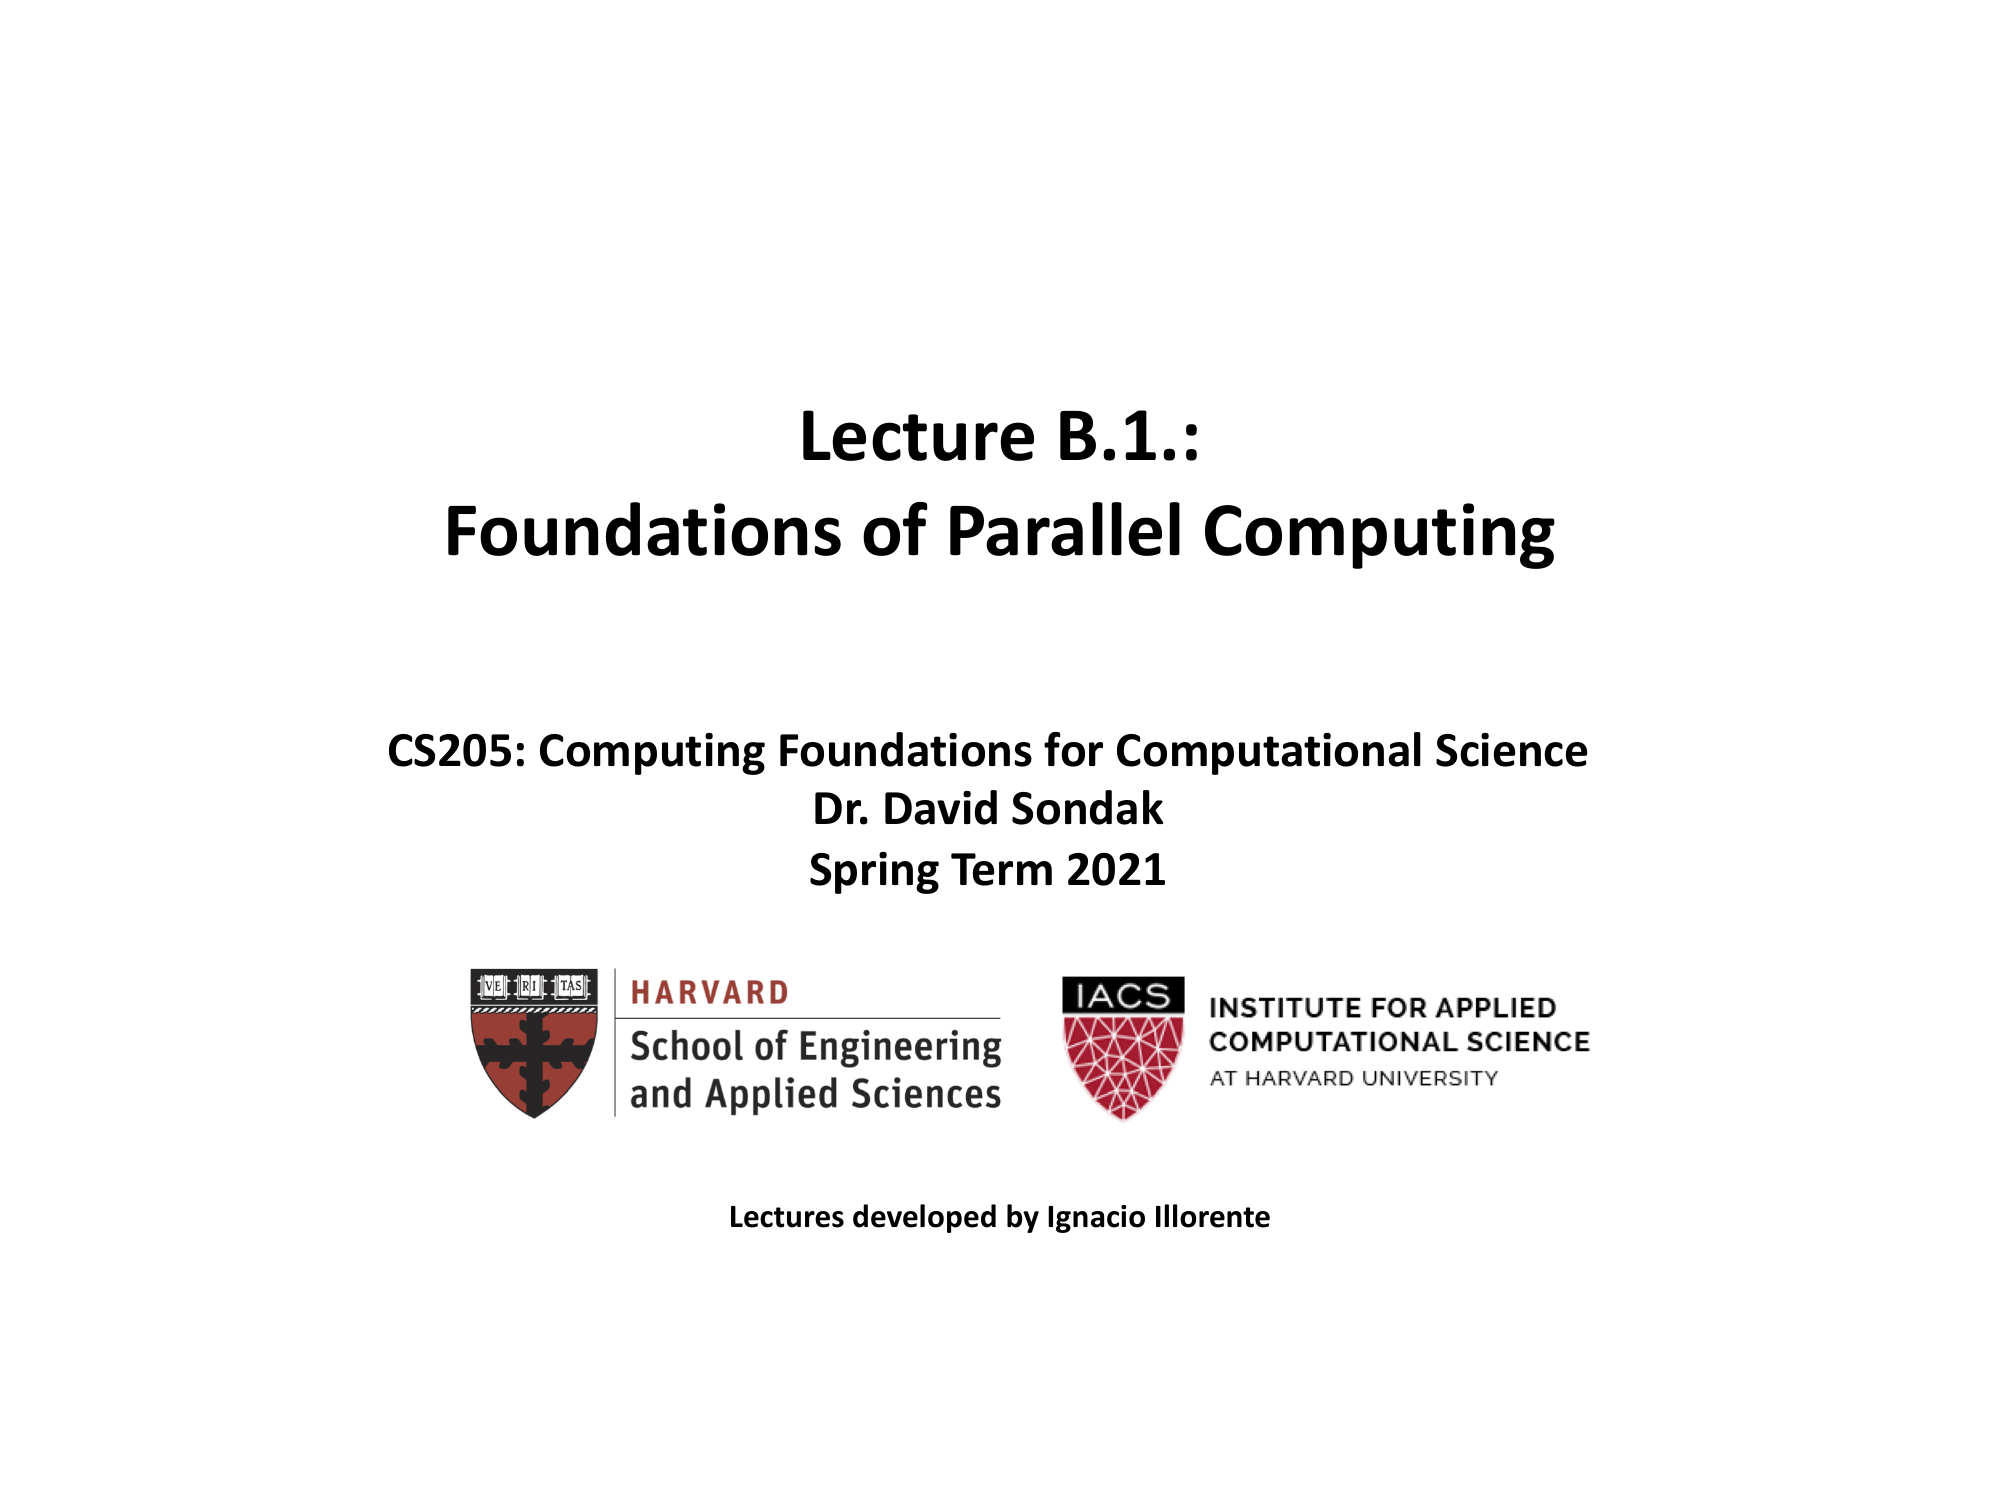 Lecture B.1.:
Foundations of Parallel Computing
CS205: Computing Foundations for Computational Science
Dr. David Sondak
Spring Term 2021
VE RI TAS
HARVARD
School of Engineering
and Applied Sciences
IACS
INSTITUTE FOR APPLIED
COMPUTATIONAL SCIENCE
AT HARVARD UNIVERSITY
Lectures developed by Ignacio Illorente